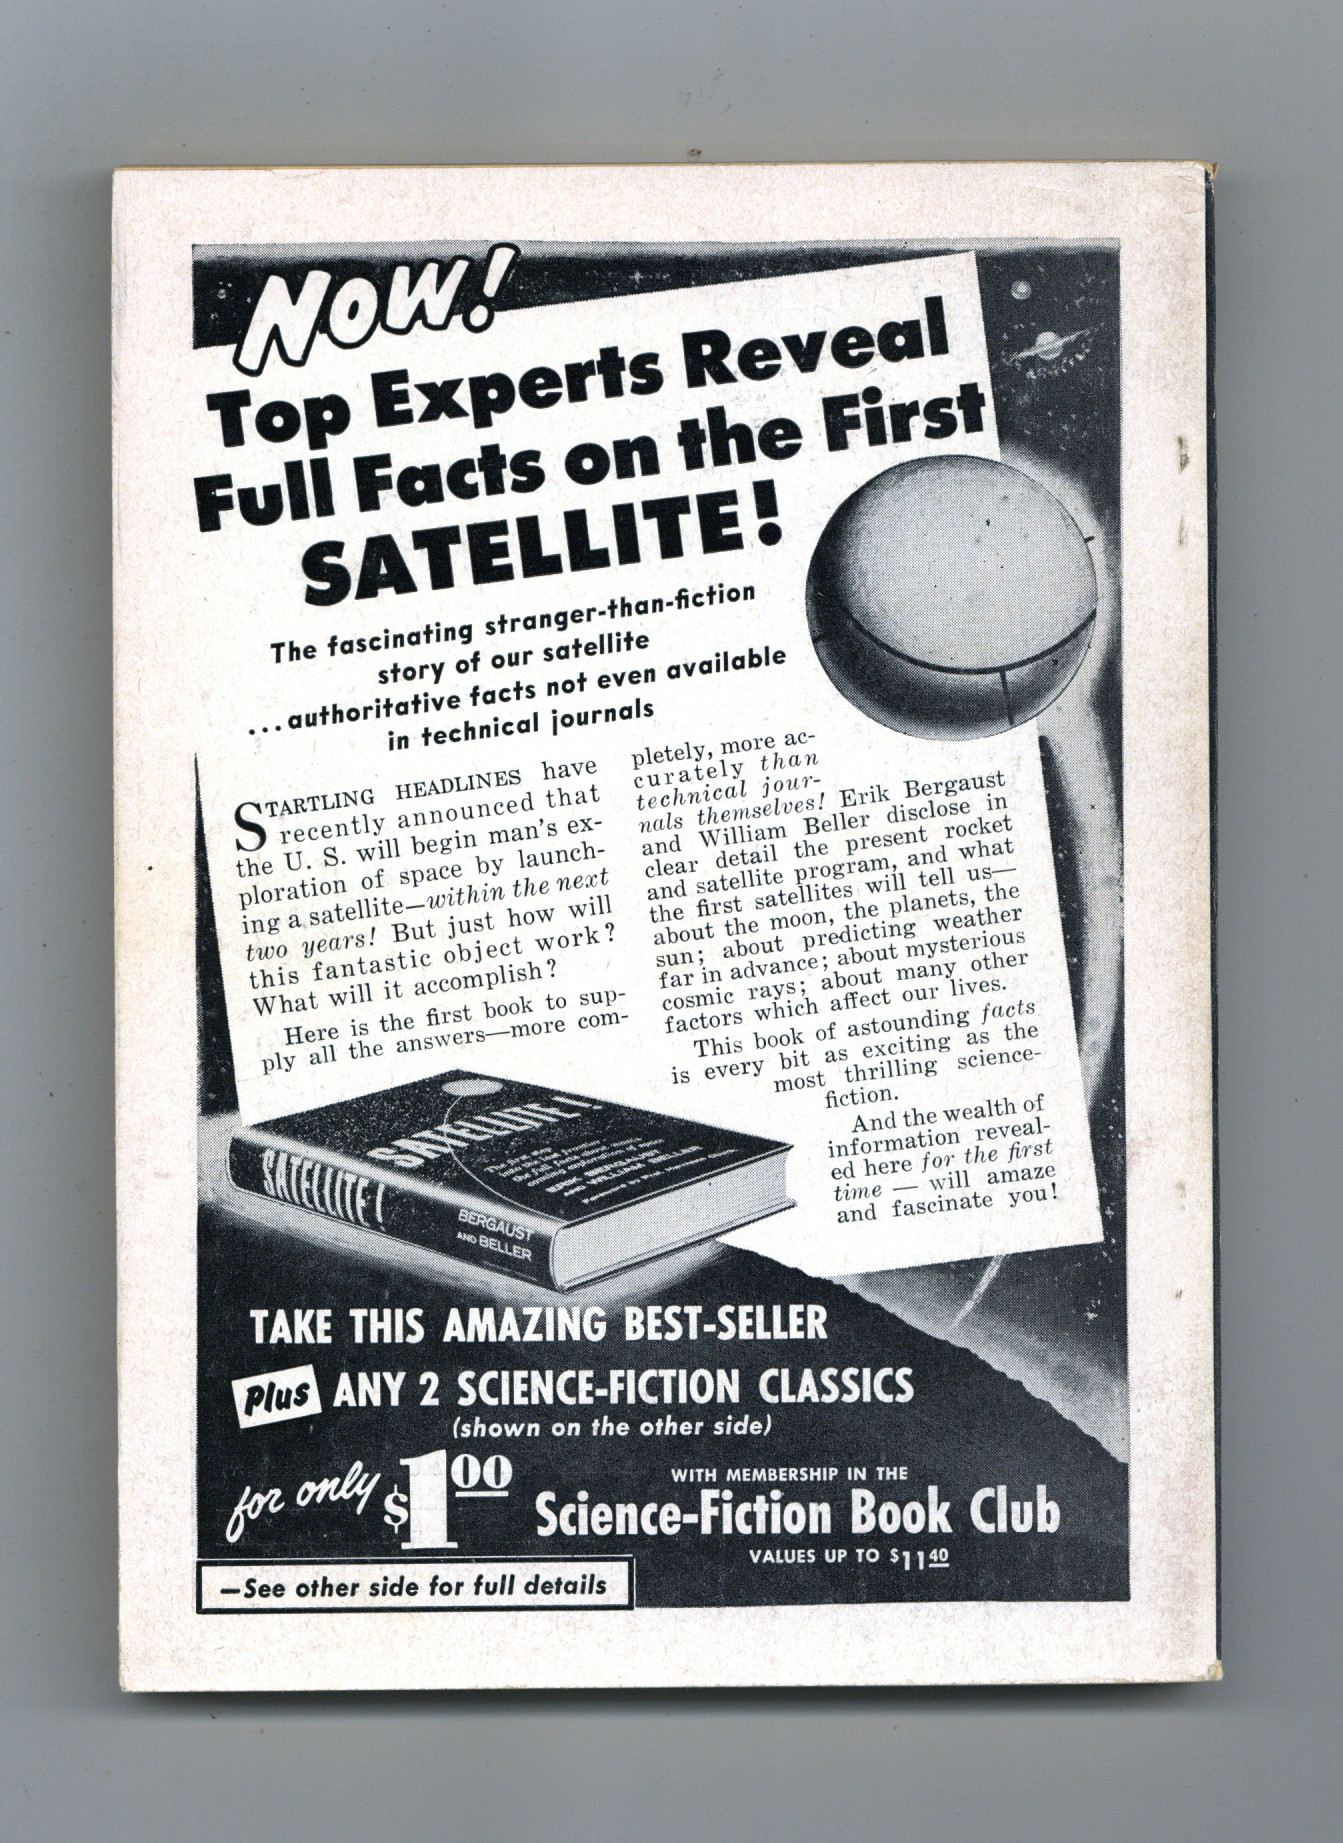 NOW!
Top Experts Reveal
Full Facts on the First
SATELLITE!
The fascinating stranger-than-fiction
story of our satellite
...authoritative facts not even available
in technical journals
STARTLING HEADLINES have
recently announced that
the U. S. will begin man's ex-
ploration of space by launch-
ing a satellite—within the next
two years! But just how will
this fantastic object work?
What will it accomplish?
Here is the first book to sup-
ply all the answers—more com-
pletely, more ac-
curately than
technical jour-
nals themselves! Erik Bergaust
and William Beller disclose in
clear detail the present rocket
and satellite program, and what
the first satellites will tell us—
about the moon, the planets, the
sun; about predicting weather
far in advance; about mysterious
cosmic rays; about many other
factors which affect our lives.
This book of astounding facts
is every bit as exciting as the
most thrilling science-
fiction.
And the wealth of
information reveal-
ed here for the first
time — will amaze
and fascinate you!
SATELLITE!
ERIK BERGAUST
AND WILLIAM BELLER
SATELLITE!
BERGAUST
AND BELLER
TAKE THIS AMAZING BEST-SELLER
Plus ANY 2 SCIENCE-FICTION CLASSICS
(shown on the other side)
for only $1.00
WITH MEMBERSHIP IN THE
Science-Fiction Book Club
VALUES UP TO $11.40
—See other side for full details